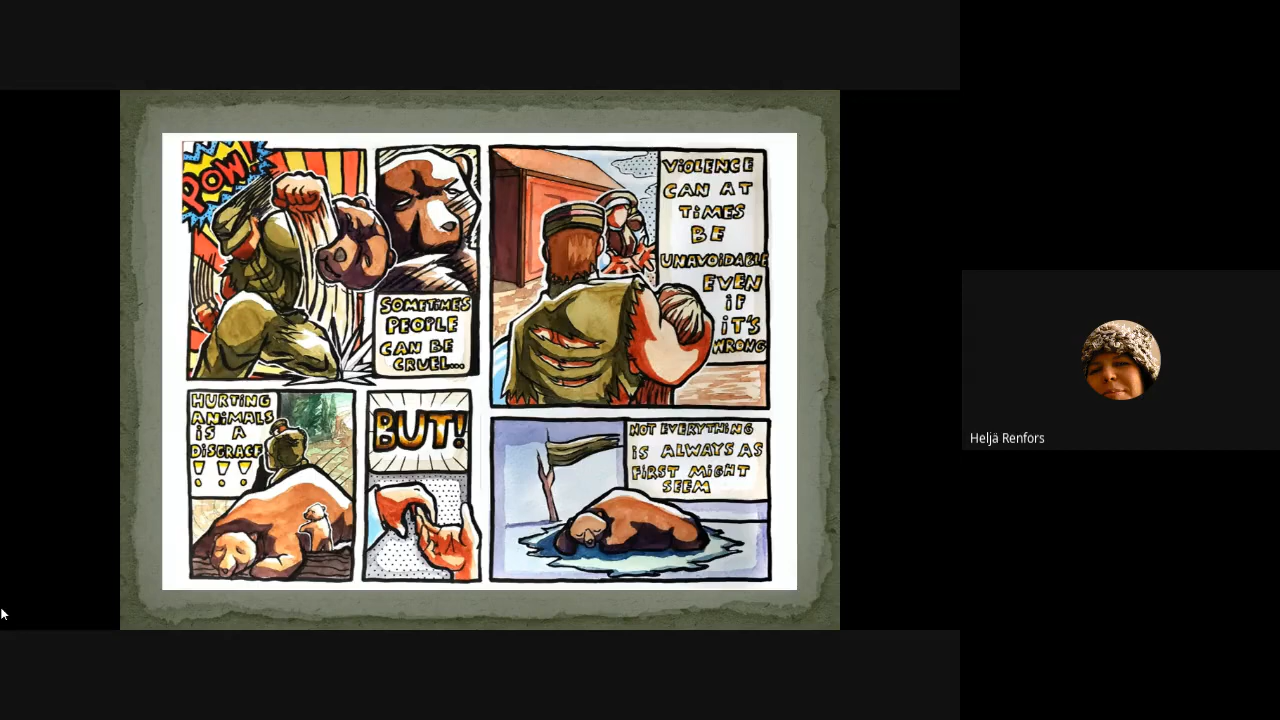 POW!
SOMETIMES
PEOPLE
CAN BE
CRUEL...
VIOLENCE
CAN AT
TIMES
BE
UNAVOIDABLE
EVEN
IF
IT'S
WRONG
HURTING
ANIMALS
IS A
DISGRACE
!!!
BUT!
NOT EVERYTHING
IS ALWAYS AS
FIRST MIGHT
SEEM
Heljä Renfors